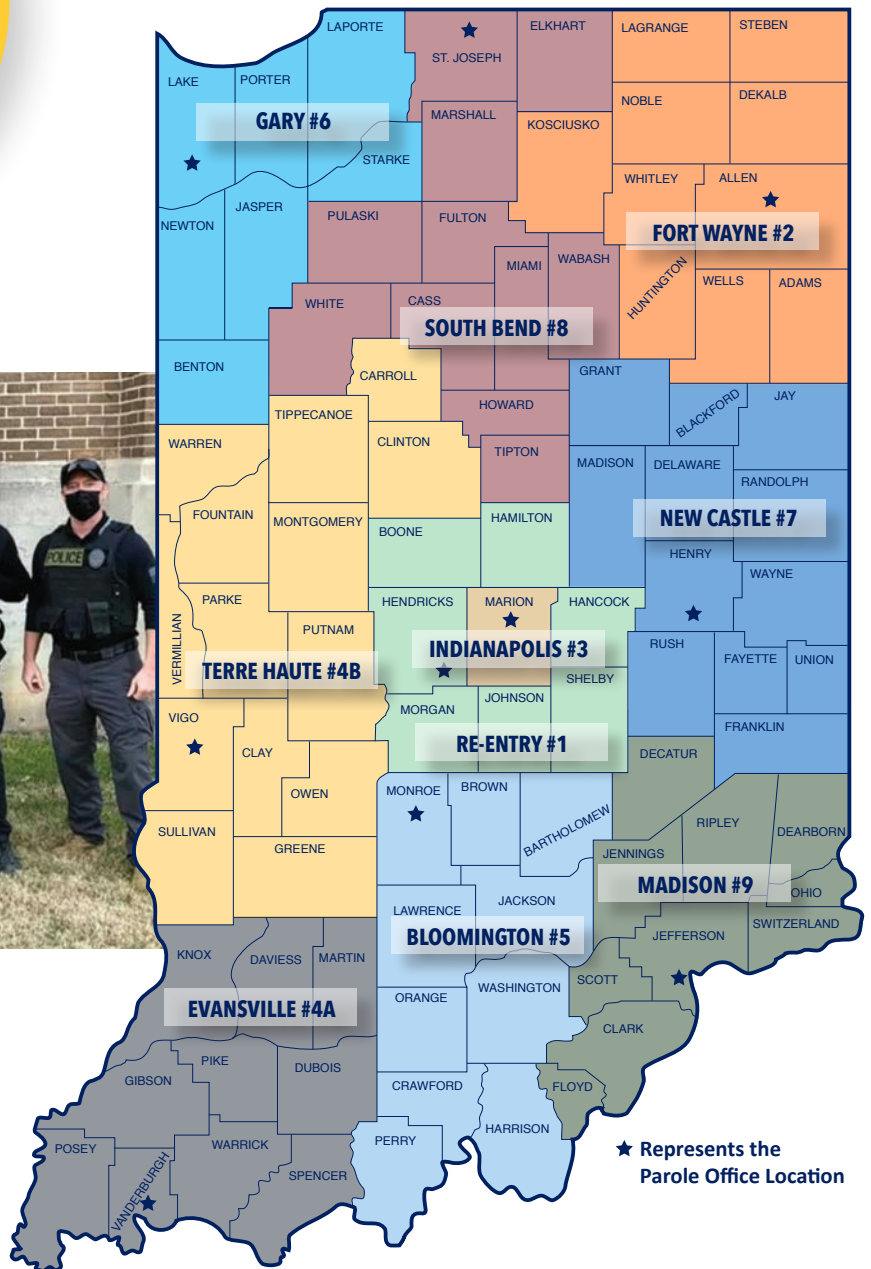 LAPORTE
ST. JOSEPH
ELKHART
LAGRANGE
STEBEN
LAKE
PORTER
GARY #6
MARSHALL
KOSCIUSKO
NOBLE
DEKALB
STARKE
WHITLEY
ALLEN
NEWTON
JASPER
PULASKI
FULTON
FORT WAYNE #2
MIAMI
WABASH
HUNTINGTON
WELLS
ADAMS
WHITE
CASS
SOUTH BEND #8
BENTON
CARROLL
GRANT
BLACKFORD
JAY
TIPPECANOE
HOWARD
WARREN
CLINTON
TIPTON
MADISON
DELAWARE
RANDOLPH
FOUNTAIN
MONTGOMERY
BOONE
HAMILTON
NEW CASTLE #7
HENRY
WAYNE
POLICE
VERMILLIAN
PARKE
PUTNAM
HENDRICKS
MARION
HANCOCK
INDIANAPOLIS #3
RUSH
FAYETTE
UNION
TERRE HAUTE #4B
SHELBY
MORGAN
JOHNSON
VIGO
CLAY
RE-ENTRY #1
FRANKLIN
DECATUR
OWEN
MONROE
BROWN
BARTHOLOMEW
RIPLEY
DEARBORN
SULLIVAN
GREENE
JENNINGS
MADISON #9
OHIO
LAWRENCE
JACKSON
SWITZERLAND
BLOOMINGTON #5
JEFFERSON
KNOX
DAVIESS
MARTIN
SCOTT
WASHINGTON
EVANSVILLE #4A
ORANGE
CLARK
PIKE
DUBOIS
GIBSON
CRAWFORD
FLOYD
HARRISON
POSEY
VANDERBURGH
WARRICK
SPENCER
PERRY
Represents the
Parole Office Location